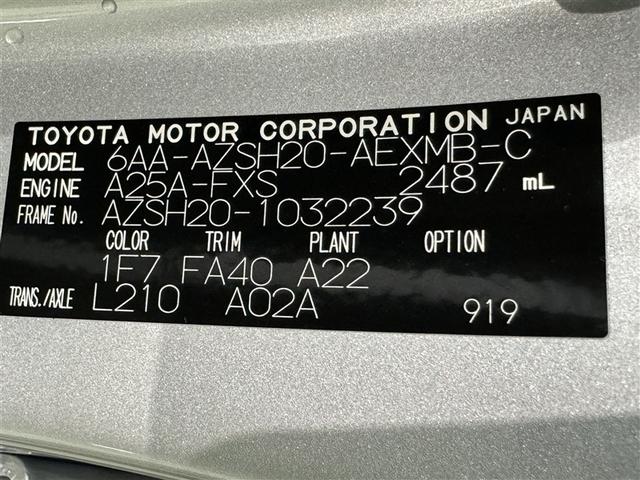 TOYOTA MOTOR CORPORATION JAPAN
MODEL 6AA-AZSH20-AEXMB-C
ENGINE A25A-FXS 2487 mL
FRAME No. AZSH20-1032239
COLOR TRIM PLANT OPTION
1F7 FA40 A22
TRANS./AXLE L210 A02A 919